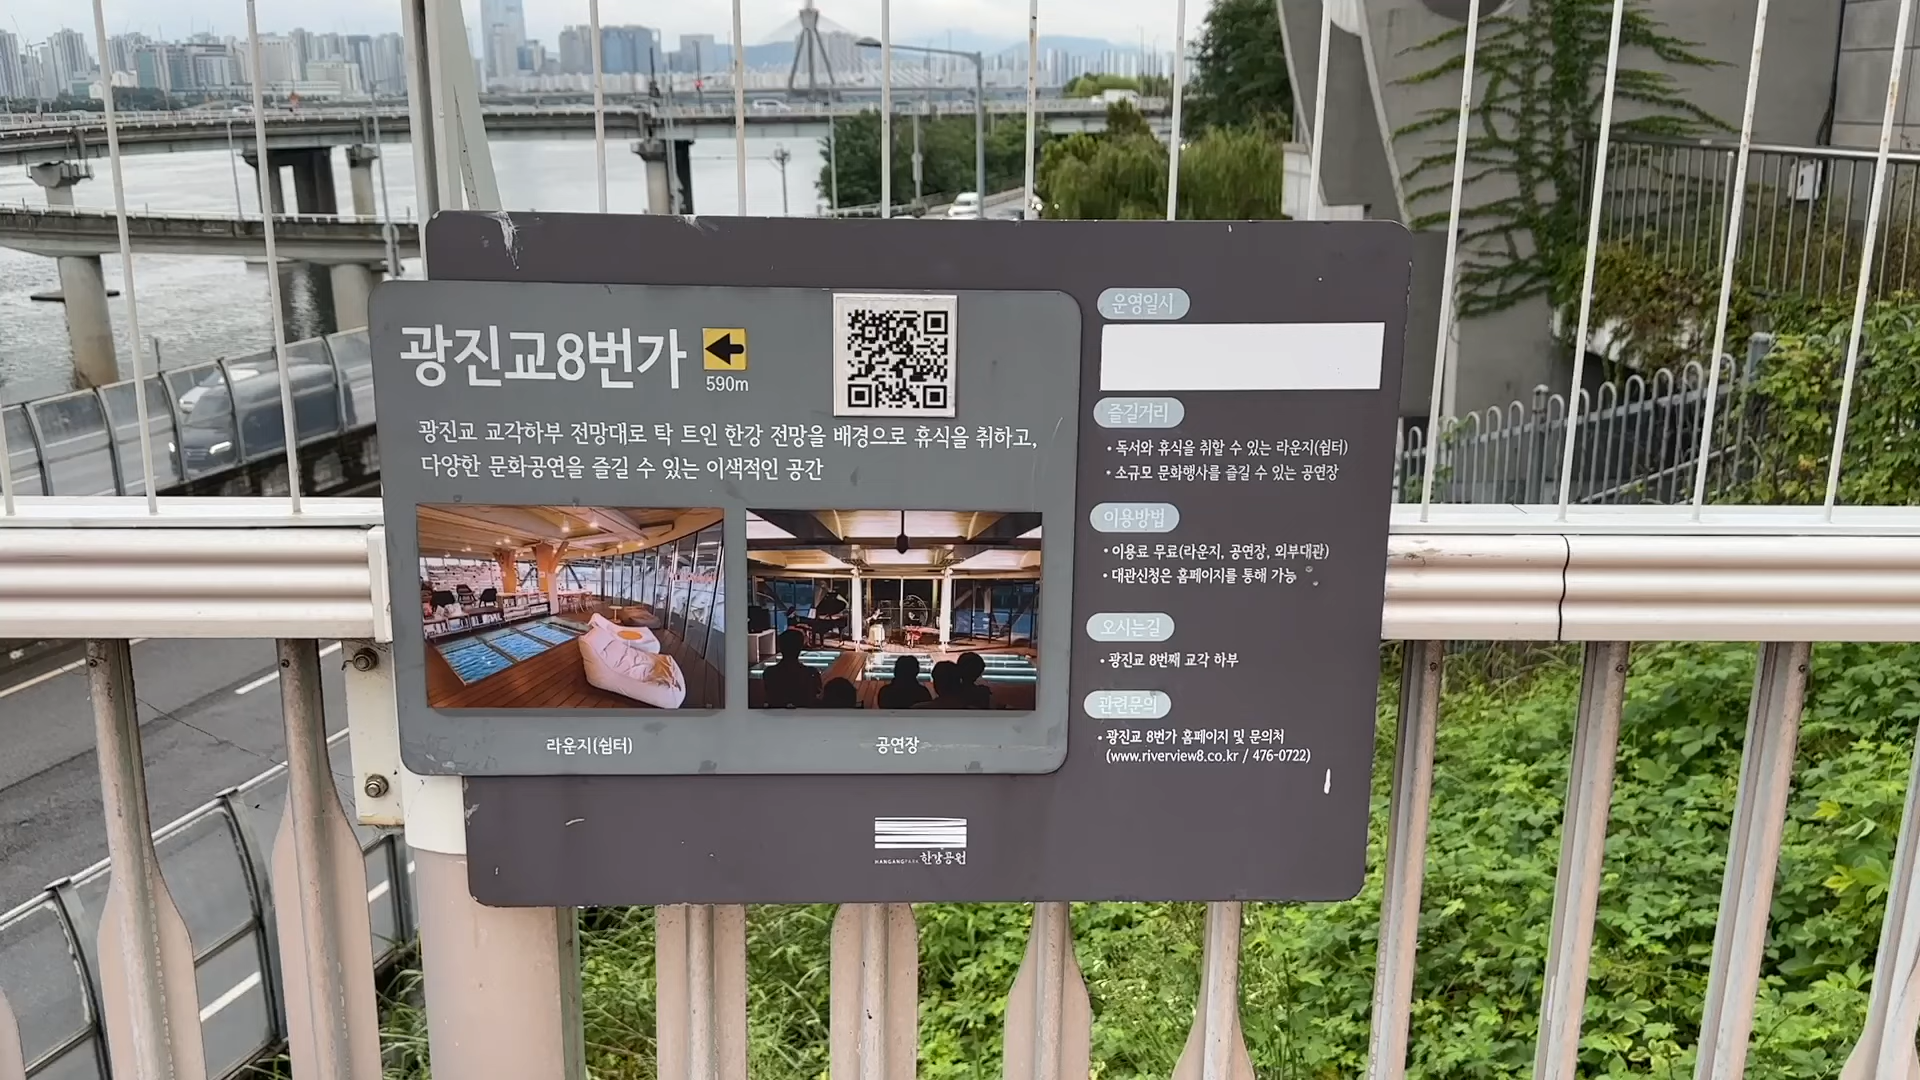 광진교8번가
590m
광진교 교각하부 전망대로 탁 트인 한강 전망을 배경으로 휴식을 취하고,
다양한 문화공연을 즐길 수 있는 이색적인 공간
라운지(쉼터)
공연장
운영일시
즐길거리
• 독서와 휴식을 취할 수 있는 라운지(쉼터)
• 소규모 문화행사를 즐길 수 있는 공연장
이용방법
• 이용료 무료(라운지, 공연장, 외부대관)
• 대관신청은 홈페이지를 통해 가능
오시는길
• 광진교 8번째 교각 하부
관련문의
• 광진교 8번가 홈페이지 및 문의처
(www.riverview8.co.kr / 476-0722)
HANGANGPARK 한강공원